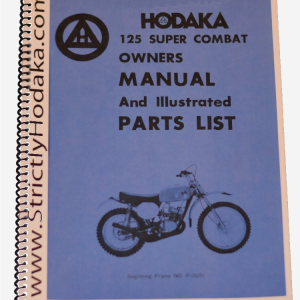 HODAKA
125 SUPER COMBAT
OWNERS
MANUAL
And Illustrated
PARTS LIST
www.StrictlyHodaka.com